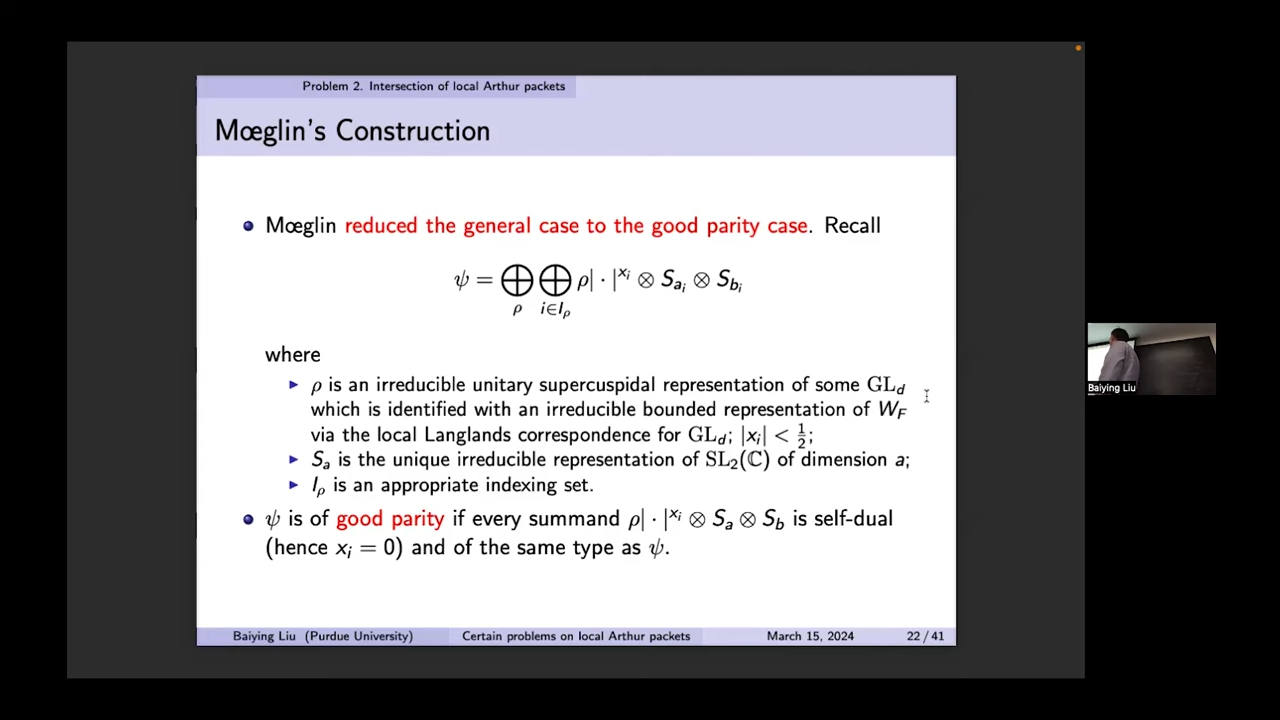 Problem 2. Intersection of local Arthur packets
Mœglin's Construction
Mœglin reduced the general case to the good parity case. Recall
ψ = ⨁_ρ ⨁_{i∈I_ρ} ρ|·|^{x_i} ⊗ S_{a_i} ⊗ S_{b_i}
where
ρ is an irreducible unitary supercuspidal representation of some GL_d
which is identified with an irreducible bounded representation of W_F
via the local Langlands correspondence for GL_d; |x_i| < 1/2;
S_a is the unique irreducible representation of SL_2(ℂ) of dimension a;
I_ρ is an appropriate indexing set.
ψ is of good parity if every summand ρ|·|^{x_i} ⊗ S_a ⊗ S_b is self-dual
(hence x_i = 0) and of the same type as ψ.
Baiying Liu (Purdue University) Certain problems on local Arthur packets March 15, 2024 22 / 41
Baiying Liu